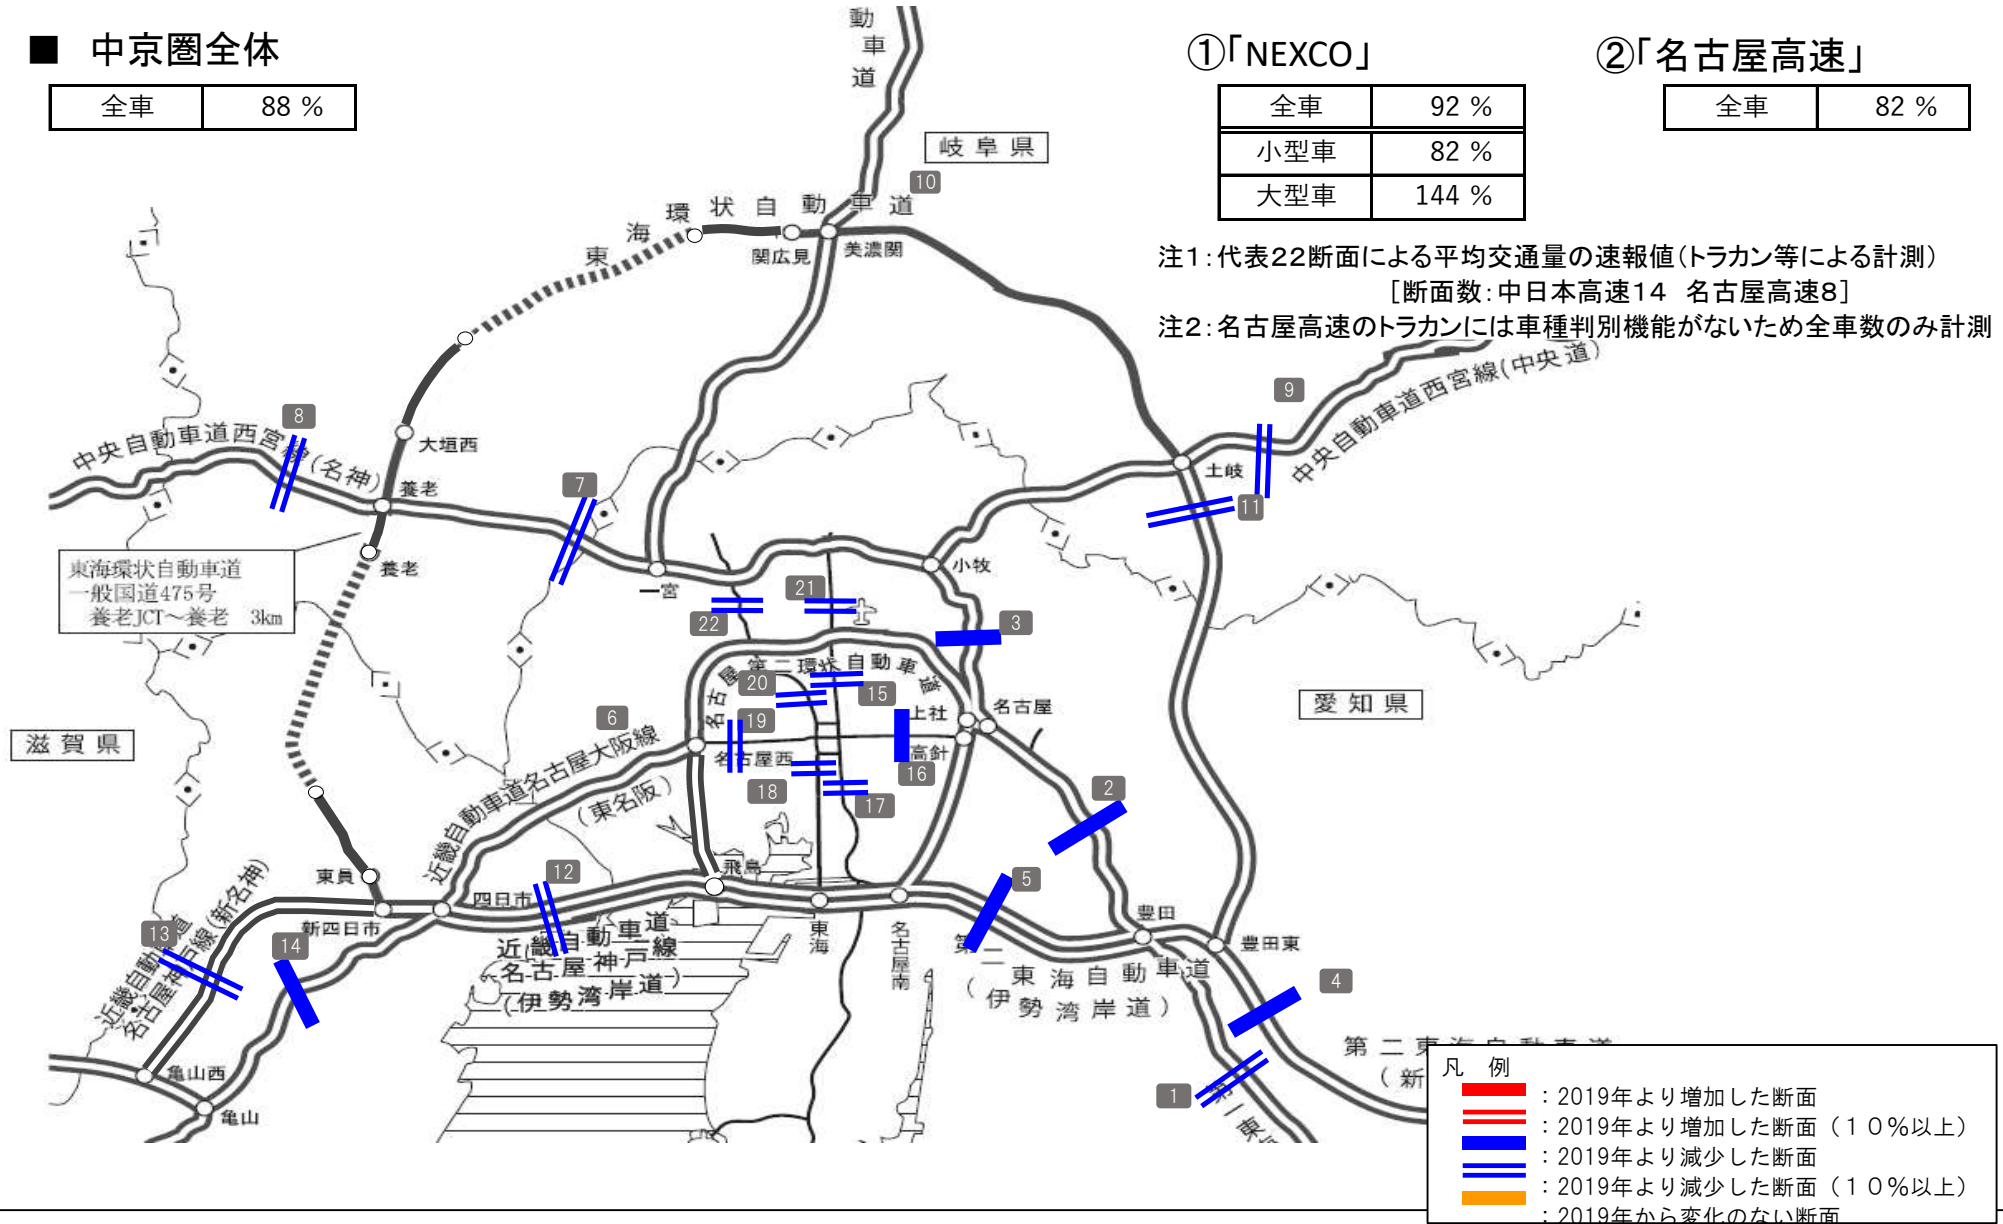 ■ 中京圏全体
全車 88 %
①「NEXCO」
全車 92 %
小型車 82 %
大型車 144 %
②「名古屋高速」
全車 82 %
注1：代表２２断面による平均交通量の速報値（トラカン等による計測）
［断面数：中日本高速１４ 名古屋高速８］
注2：名古屋高速のトラカンには車種判別機能がないため全車数のみ計測
動車道
岐阜県
10
東海環状自動車道
関広見
美濃関
9
中央自動車道西宮線(中央道)
8
中央自動車道西宮線(名神)
大垣西
養老
7
土岐
11
養老
東海環状自動車道
一般国道475号
養老JCT～養老 3km
一宮
小牧
21
22
3
名古屋第二環状自動車道
20
15
上社
名古屋
愛知県
滋賀県
6
19
名古屋西
高針
16
近畿自動車道名古屋大阪線
(東名阪)
18
17
2
飛島
東員
12
四日市
5
新四日市
豊田
豊田東
13
14
近畿自動車道
名古屋神戸線(新名神)
近畿自動車道
名古屋神戸線
(伊勢湾岸道)
東海
名古屋南
第二東海自動車道
(伊勢湾岸道)
4
亀山西
亀山
1
第一東
第二東海自動車道
(新
凡 例
：2019年より増加した断面
：2019年より増加した断面（１０％以上）
：2019年より減少した断面
：2019年より減少した断面（１０％以上）
：2019年から変化のない断面